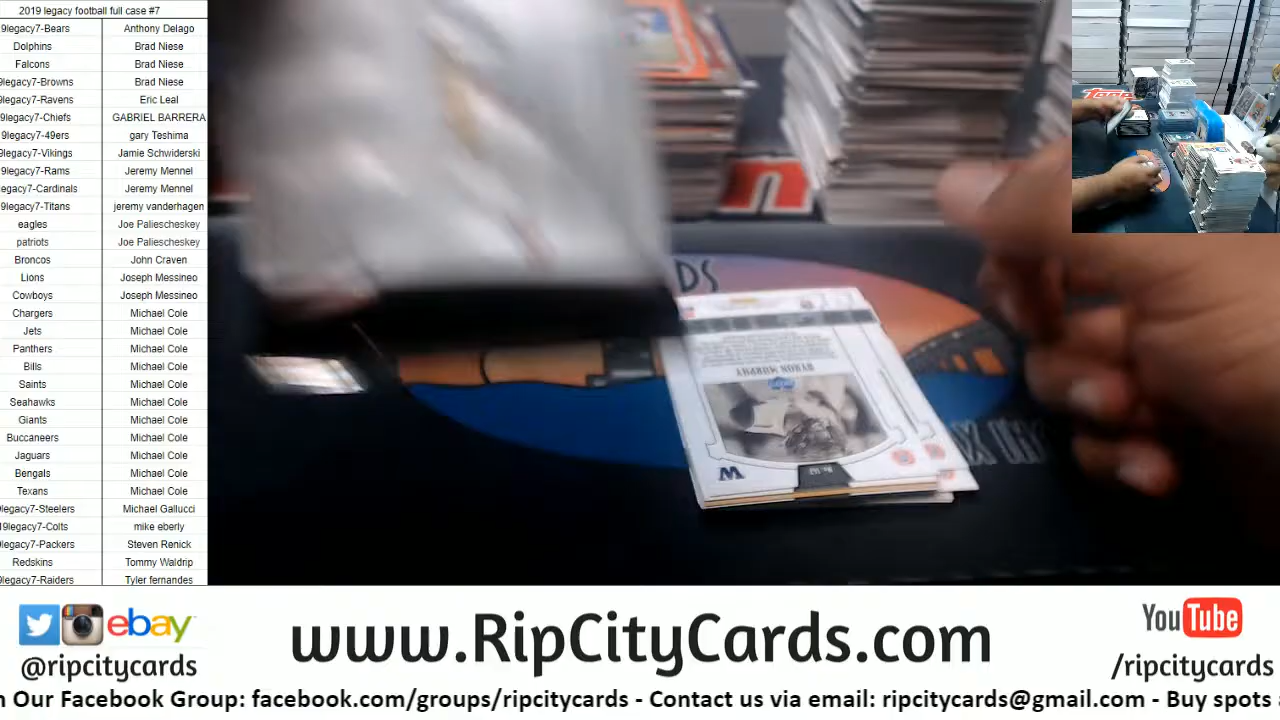 2019 legacy football full case #7
9legacy7-Bears Anthony Delago
Dolphins Brad Niese
Falcons Brad Niese
9legacy7-Browns Brad Niese
9legacy7-Ravens Eric Leal
9legacy7-Chiefs GABRIEL BARRERA
9legacy7-49ers gary Teshima
9legacy7-Vikings Jamie Schwiderski
9legacy7-Rams Jeremy Mennel
egacy7-Cardinals Jeremy Mennel
9legacy7-Titans jeremy vanderhagen
eagles Joe Paliescheskey
patriots Joe Paliescheskey
Broncos John Craven
Lions Joseph Messineo
Cowboys Joseph Messineo
Chargers Michael Cole
Jets Michael Cole
Panthers Michael Cole
Bills Michael Cole
Saints Michael Cole
Seahawks Michael Cole
Giants Michael Cole
Buccaneers Michael Cole
Jaguars Michael Cole
Bengals Michael Cole
Texans Michael Cole
legacy7-Steelers Michael Gallucci
19legacy7-Colts mike eberly
legacy7-Packers Steven Renick
Redskins Tommy Waldrip
9legacy7-Raiders Tyler fernandes
Topps
RDS
BYRON MURPHY
W
ebay
@ripcitycards
www.RipCityCards.com
YouTube
/ripcitycards
n Our Facebook Group: facebook.com/groups/ripcitycards - Contact us via email: ripcitycards@gmail.com - Buy spots a